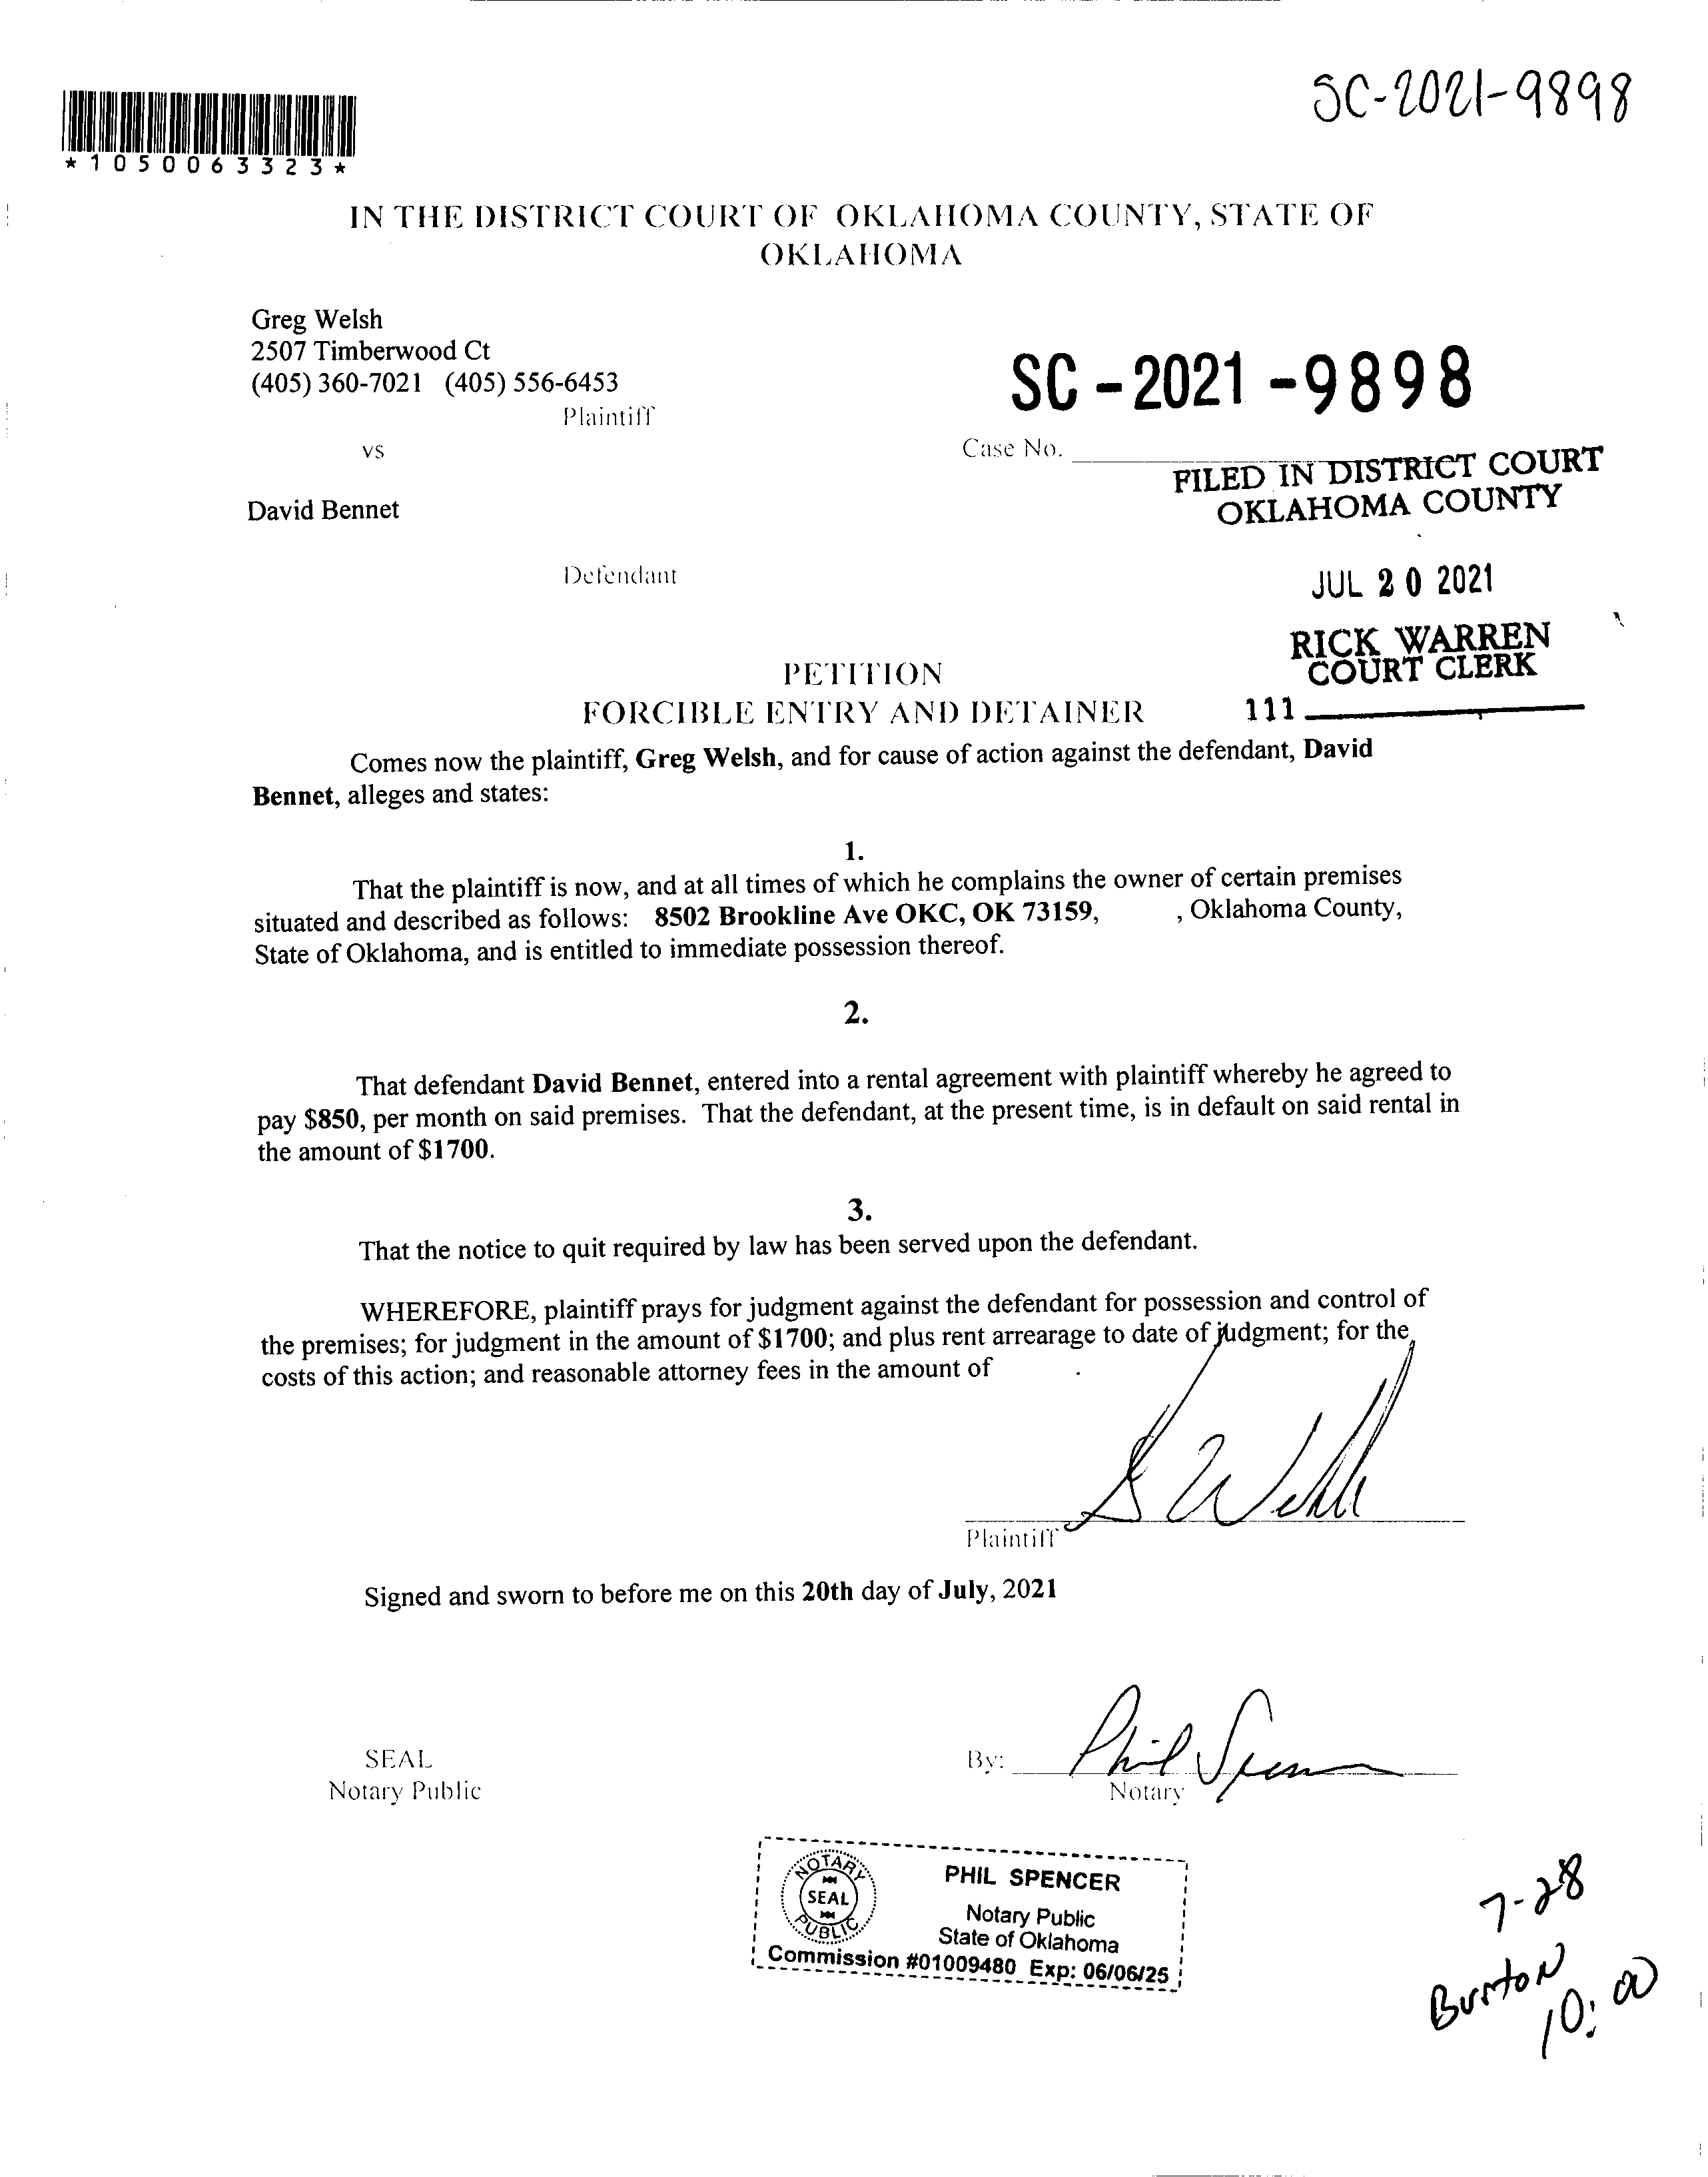 SC-2021-9898
*1050063323*
IN THE DISTRICT COURT OF OKLAHOMA COUNTY, STATE OF
OKLAHOMA
Greg Welsh
2507 Timberwood Ct
(405) 360-7021 (405) 556-6453
Plaintiff
SC-2021-9898
vs
Case No.
FILED IN DISTRICT COURT
OKLAHOMA COUNTY
David Bennet
Defendant
JUL 20 2021
RICK WARREN
COURT CLERK
111
PETITION
FORCIBLE ENTRY AND DETAINER
Comes now the plaintiff, Greg Welsh, and for cause of action against the defendant, David
Bennet, alleges and states:
1.
That the plaintiff is now, and at all times of which he complains the owner of certain premises
situated and described as follows: 8502 Brookline Ave OKC, OK 73159, , Oklahoma County,
State of Oklahoma, and is entitled to immediate possession thereof.
2.
That defendant David Bennet, entered into a rental agreement with plaintiff whereby he agreed to
pay $850, per month on said premises. That the defendant, at the present time, is in default on said rental in
the amount of $1700.
3.
That the notice to quit required by law has been served upon the defendant.
WHEREFORE, plaintiff prays for judgment against the defendant for possession and control of
the premises; for judgment in the amount of $1700; and plus rent arrearage to date of judgment; for the
costs of this action; and reasonable attorney fees in the amount of .
Plaintiff
Signed and sworn to before me on this 20th day of July, 2021
SEAL
Notary Public
By: Phil Spencer
Notary
NOTARY
SEAL
PUBLIC
PHIL SPENCER
Notary Public
State of Oklahoma
Commission #01009480 Exp: 06/06/25
7-28
Burton
10:00